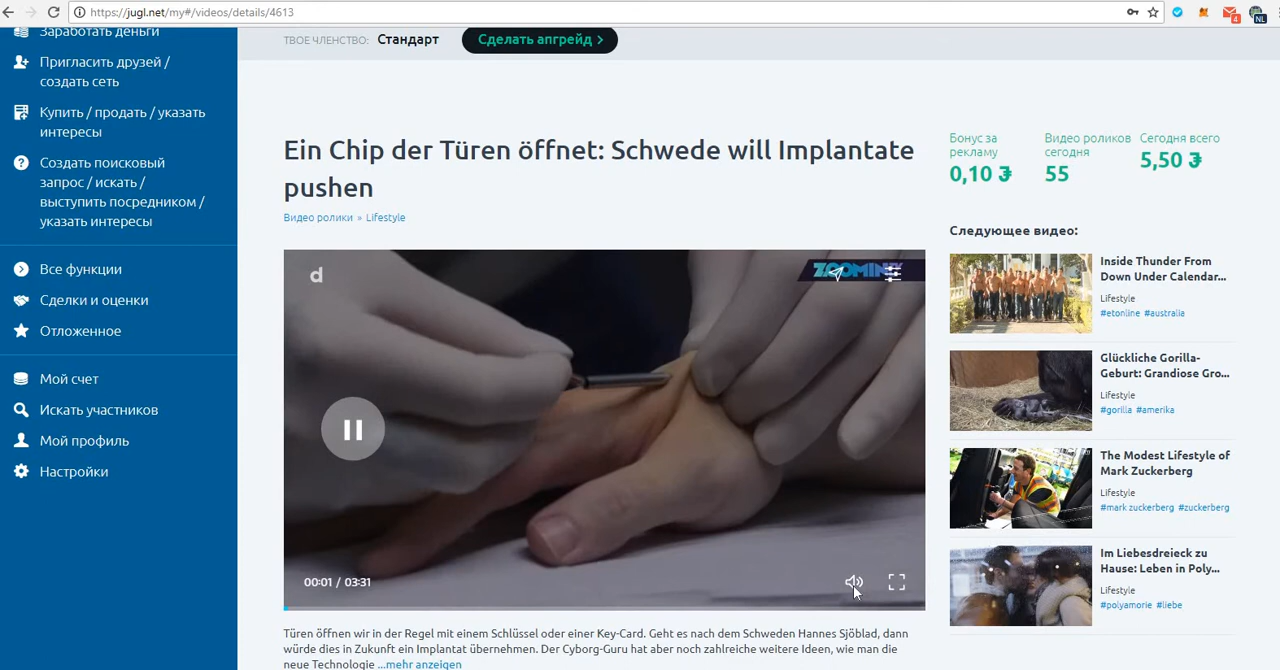 https://jugl.net/my#/videos/details/4613
4
NL
Заработать деньги
Пригласить друзей /
создать сеть
Купить / продать / указать
интересы
Создать поисковый
запрос / искать /
выступить посредником /
указать интересы
Все функции
Сделки и оценки
Отложенное
Мой счет
Искать участников
Мой профиль
Настройки
ТВОЕ ЧЛЕНСТВО: Стандарт Сделать апгрейд >
Ein Chip der Türen öffnet: Schwede will Implantate
pushen
Видео ролики » Lifestyle
d
ZOOMIN
00:01 / 03:31
Türen öffnen wir in der Regel mit einem Schlüssel oder einer Key-Card. Geht es nach dem Schweden Hannes Sjöblad, dann
würde dies in Zukunft ein Implantat übernehmen. Der Cyborg-Guru hat aber noch zahlreiche weitere Ideen, wie man die
neue Technologie ...mehr anzeigen
Бонус за
рекламу
0,10
Видео роликов
сегодня
55
Сегодня всего
5,50
Следующее видео:
Inside Thunder From
Down Under Calendar...
Lifestyle
#etonline #australia
Glückliche Gorilla-
Geburt: Grandiose Gro...
Lifestyle
#gorilla #amerika
The Modest Lifestyle of
Mark Zuckerberg
Lifestyle
#mark zuckerberg #zuckerberg
Im Liebesdreieck zu
Hause: Leben in Poly...
Lifestyle
#polyamorie #liebe